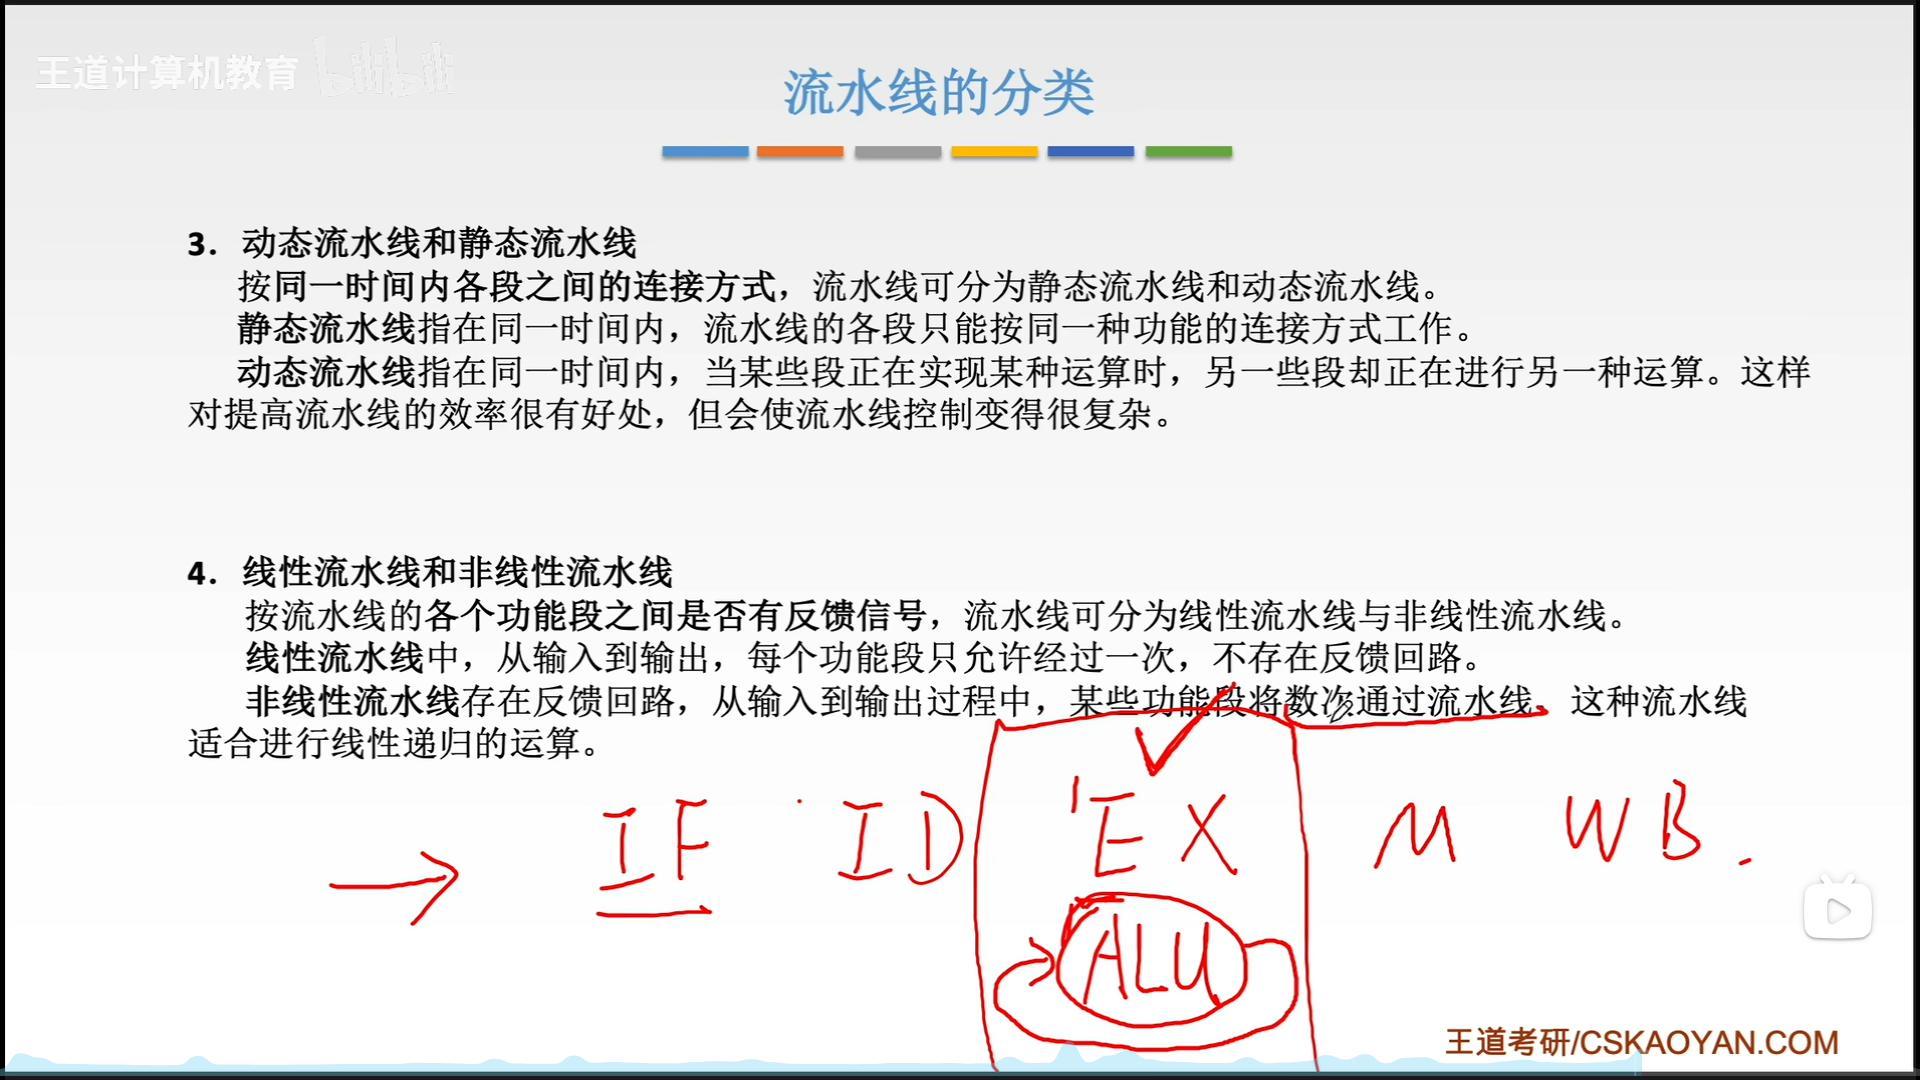 王道计算机教育 bilibili
流水线的分类
3. 动态流水线和静态流水线
按同一时间内各段之间的连接方式，流水线可分为静态流水线和动态流水线。
静态流水线指在同一时间内，流水线的各段只能按同一种功能的连接方式工作。
动态流水线指在同一时间内，当某些段正在实现某种运算时，另一些段却正在进行另一种运算。这样
对提高流水线的效率很有好处，但会使流水线控制变得很复杂。
4. 线性流水线和非线性流水线
按流水线的各个功能段之间是否有反馈信号，流水线可分为线性流水线与非线性流水线。
线性流水线中，从输入到输出，每个功能段只允许经过一次，不存在反馈回路。
非线性流水线存在反馈回路，从输入到输出过程中，某些功能段将数次通过流水线。这种流水线
适合进行线性递归的运算。
IF ID EX M WB
ALU
王道考研/CSKAOYAN.COM